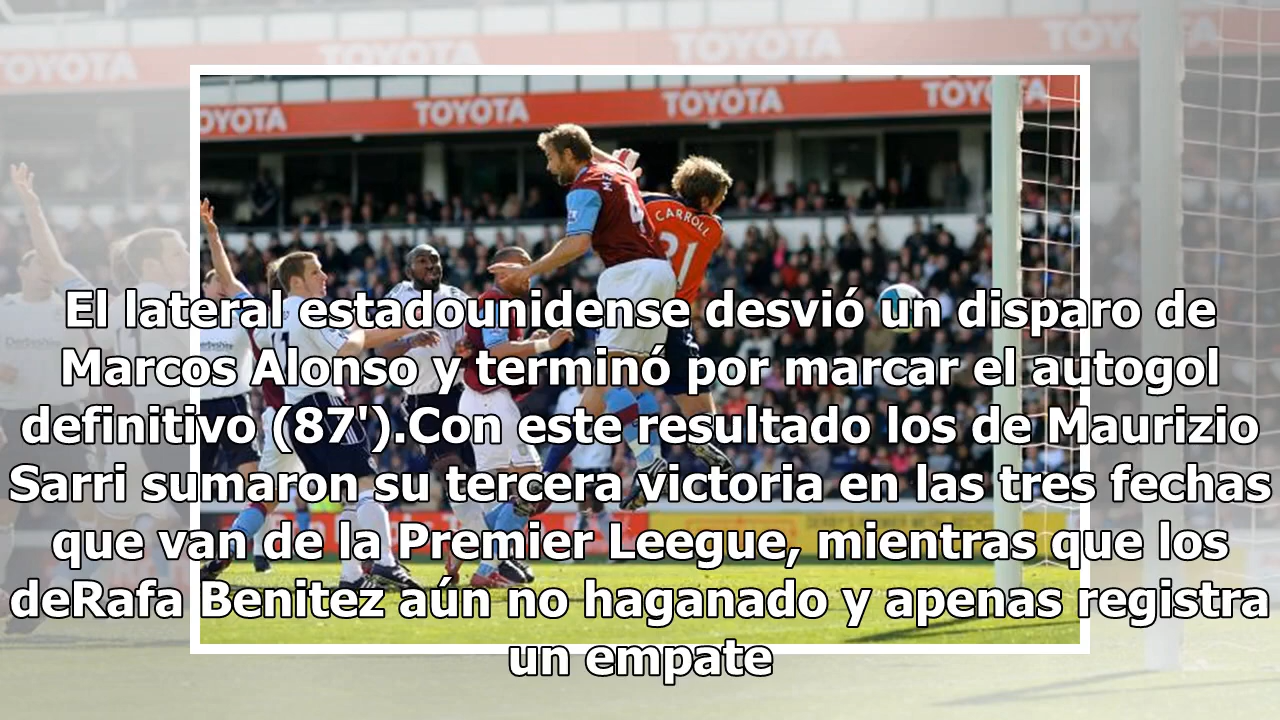 TOYOTA TOYOTA TOYOTA
TOYOTA TOYOTA TOYOTA
CARROLL
31
4
El lateral estadounidense desvió un disparo de
Marcos Alonso y terminó por marcar el autogol
definitivo (87').Con este resultado los de Maurizio
Sarri sumaron su tercera victoria en las tres fechas
que van de la Premier Leegue, mientras que los
deRafa Benitez aún no haganado y apenas registra
un empate